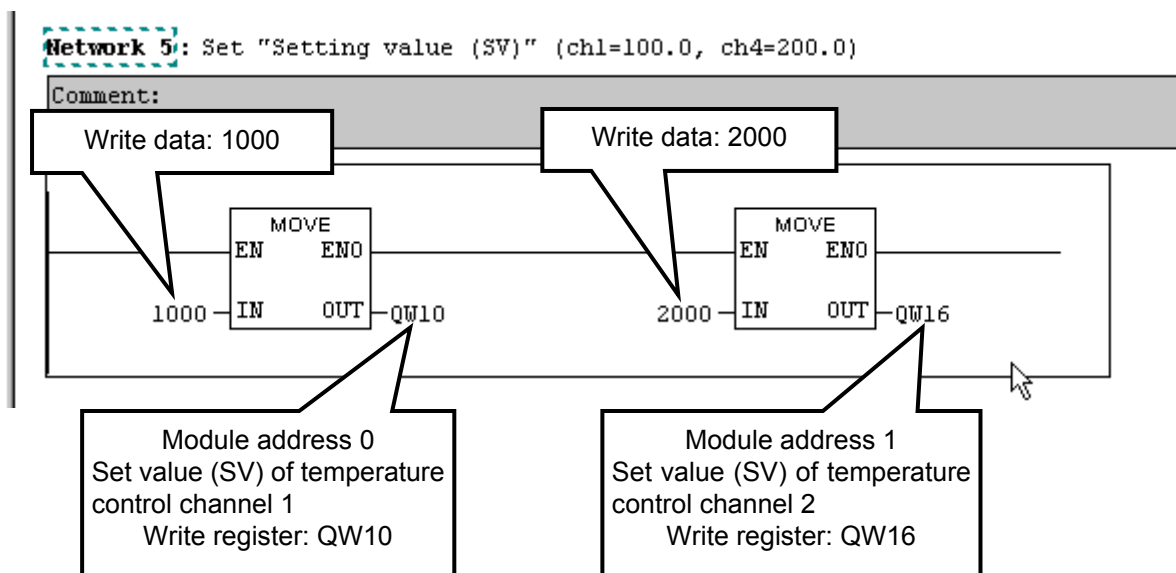 Network 5: Set "Setting value (SV)" (ch1=100.0, ch4=200.0)
Comment:
Write data: 1000
Write data: 2000
MOVE
EN ENO
1000 IN OUT QW10
MOVE
EN ENO
2000 IN OUT QW16
Module address 0
Set value (SV) of temperature
control channel 1
Write register: QW10
Module address 1
Set value (SV) of temperature
control channel 2
Write register: QW16